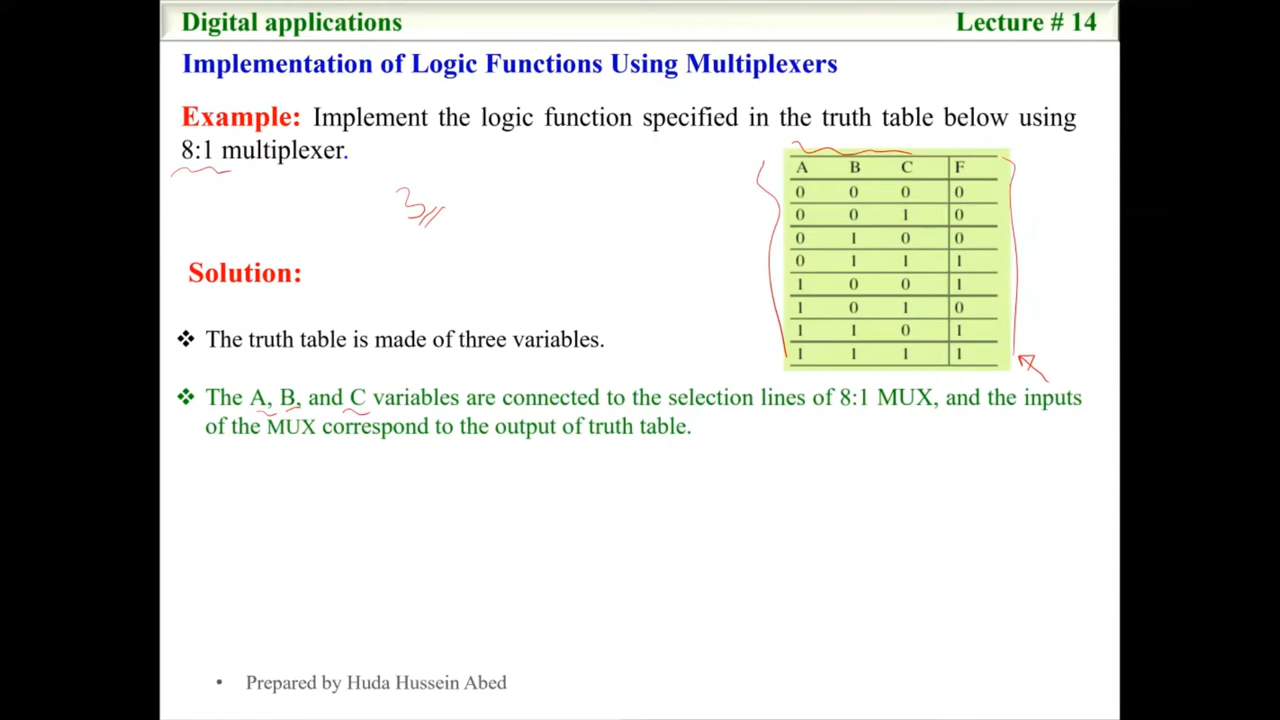 Digital applications Lecture # 14
Implementation of Logic Functions Using Multiplexers
Example: Implement the logic function specified in the truth table below using
8:1 multiplexer.
3
A B C F
0 0 0 0
0 0 1 0
0 1 0 0
0 1 1 1
1 0 0 1
1 0 1 0
1 1 0 1
1 1 1 1
Solution:
❖ The truth table is made of three variables.
❖ The A, B, and C variables are connected to the selection lines of 8:1 MUX, and the inputs
of the MUX correspond to the output of truth table.
• Prepared by Huda Hussein Abed